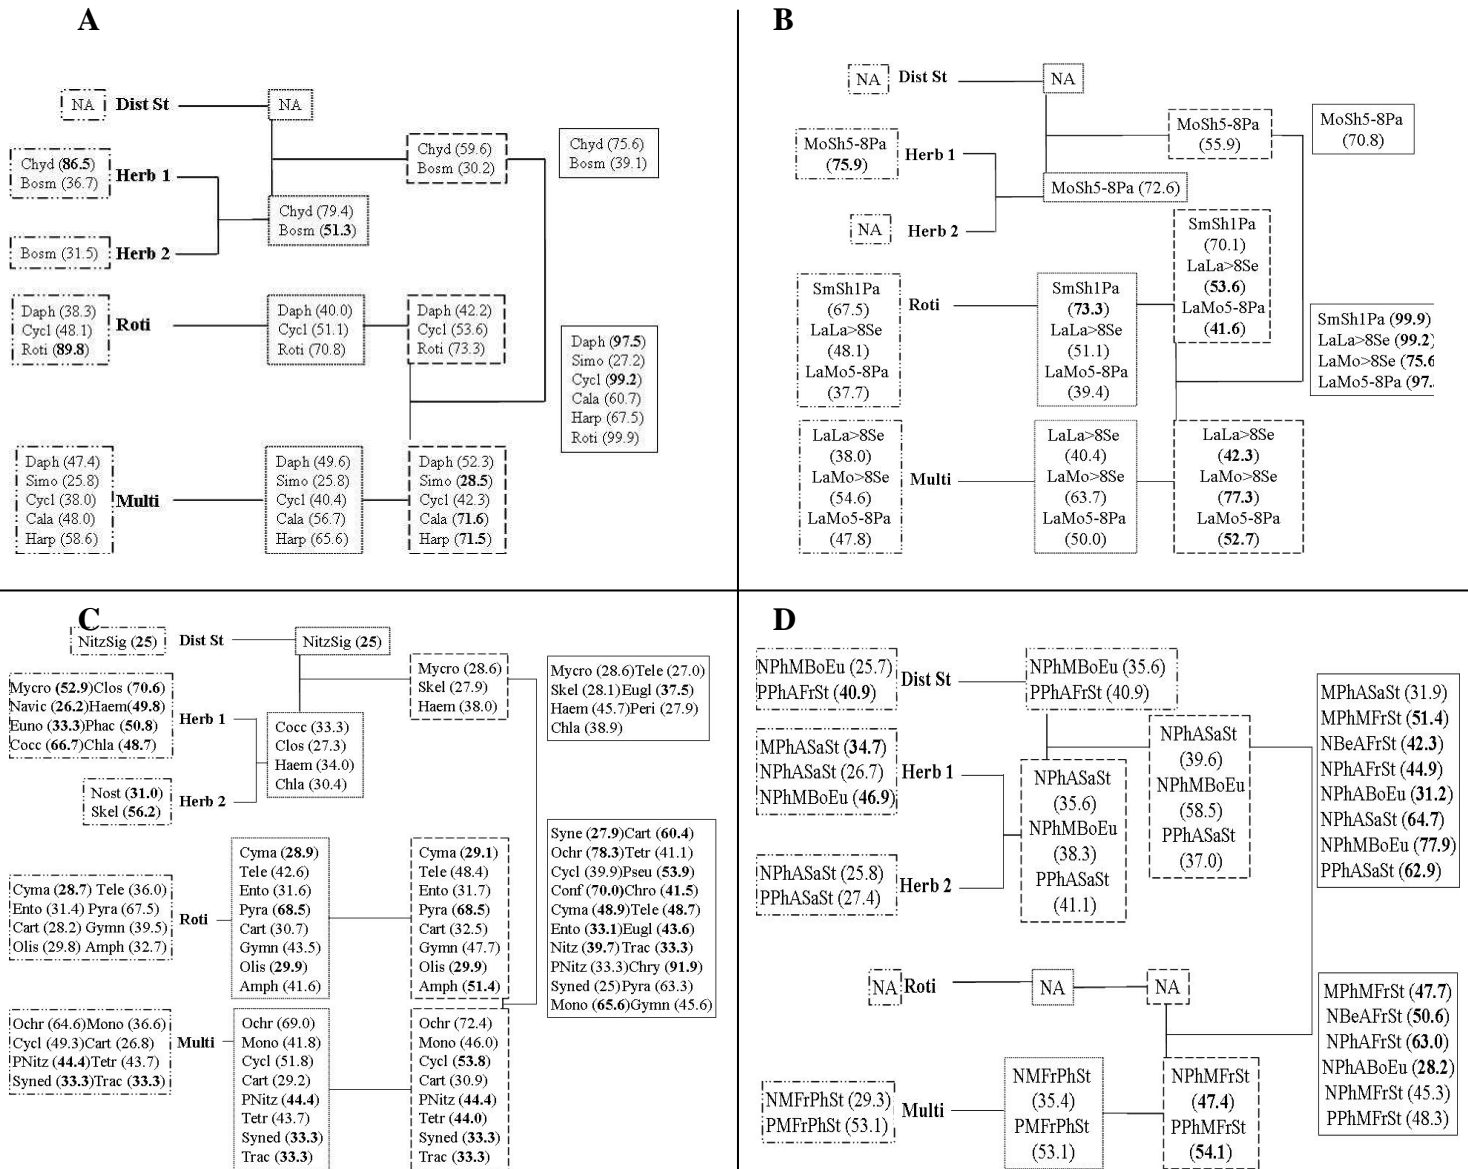 A
NA
Dist St
NA
Chyd (86.5)
Bosm (36.7)
Herb 1
Chyd (59.6)
Bosm (30.2)
Chyd (75.6)
Bosm (39.1)
Chyd (79.4)
Bosm (51.3)
Bosm (31.5)
Herb 2
Daph (38.3)
Cycl (48.1)
Roti (89.8)
Roti
Daph (40.0)
Cycl (51.1)
Roti (70.8)
Daph (42.2)
Cycl (53.6)
Roti (73.3)
Daph (97.5)
Simo (27.2)
Cycl (99.2)
Cala (60.7)
Harp (67.5)
Roti (99.9)
Daph (47.4)
Simo (25.8)
Cycl (38.0)
Cala (48.0)
Harp (58.6)
Multi
Daph (49.6)
Simo (25.8)
Cycl (40.4)
Cala (56.7)
Harp (65.6)
Daph (52.3)
Simo (28.5)
Cycl (42.3)
Cala (71.6)
Harp (71.5)
B
NA
Dist St
NA
MoSh5-8Pa
(75.9)
Herb 1
MoSh5-8Pa
(55.9)
MoSh5-8Pa
(70.8)
MoSh5-8Pa (72.6)
NA
Herb 2
SmSh1Pa
(67.5)
LaLa>8Se
(48.1)
LaMo5-8Pa
(37.7)
Roti
SmSh1Pa
(73.3)
LaLa>8Se
(51.1)
LaMo5-8Pa
(39.4)
SmSh1Pa
(70.1)
LaLa>8Se
(53.6)
LaMo5-8Pa
(41.6)
SmSh1Pa (99.9)
LaLa>8Se (99.2)
LaMo>8Se (75.6
LaMo5-8Pa (97.
LaLa>8Se
(38.0)
LaMo>8Se
(54.6)
LaMo5-8Pa
(47.8)
Multi
LaLa>8Se
(40.4)
LaMo>8Se
(63.7)
LaMo5-8Pa
(50.0)
LaLa>8Se
(42.3)
LaMo>8Se
(77.3)
LaMo5-8Pa
(52.7)
C
NitzSig (25)
Dist St
NitzSig (25)
Mycro (52.9)Clos (70.6)
Navic (26.2)Haem(49.8)
Euno (33.3)Phac (50.8)
Cocc (66.7)Chla (48.7)
Herb 1
Mycro (28.6)
Skel (27.9)
Haem (38.0)
Mycro (28.6)Tele (27.0)
Skel (28.1)Eugl (37.5)
Haem (45.7)Peri (27.9)
Chla (38.9)
Cocc (33.3)
Clos (27.3)
Haem (34.0)
Chla (30.4)
Nost (31.0)
Skel (56.2)
Herb 2
Cyma (28.7) Tele (36.0)
Ento (31.4) Pyra (67.5)
Cart (28.2) Gymn (39.5)
Olis (29.8) Amph (32.7)
Roti
Cyma (28.9)
Tele (42.6)
Ento (31.6)
Pyra (68.5)
Cart (30.7)
Gymn (43.5)
Olis (29.9)
Amph (41.6)
Cyma (29.1)
Tele (48.4)
Ento (31.7)
Pyra (68.5)
Cart (32.5)
Gymn (47.7)
Olis (29.9)
Amph (51.4)
Syne (27.9)Cart (60.4)
Ochr (78.3)Tetr (41.1)
Cycl (39.9)Pseu (53.9)
Conf (70.0)Chro (41.5)
Cyma (48.9)Tele (48.7)
Ento (33.1)Eugl (43.6)
Nitz (39.7)Trac (33.3)
PNitz (33.3)Chry (91.9)
Syned (25)Pyra (63.3)
Mono (65.6)Gymn (45.6)
Ochr (64.6)Mono (36.6)
Cycl (49.3)Cart (26.8)
PNitz (44.4)Tetr (43.7)
Syned (33.3)Trac (33.3)
Multi
Ochr (69.0)
Mono (41.8)
Cycl (51.8)
Cart (29.2)
PNitz (44.4)
Tetr (43.7)
Syned (33.3)
Trac (33.3)
Ochr (72.4)
Mono (46.0)
Cycl (53.8)
Cart (30.9)
PNitz (44.4)
Tetr (44.0)
Syned (33.3)
Trac (33.3)
D
NPhMBoEu (25.7)
PPhAFrSt (40.9)
Dist St
NPhMBoEu (35.6)
PPhAFrSt (40.9)
MPhASaSt (34.7)
NPhASaSt (26.7)
NPhMBoEu (46.9)
Herb 1
NPhASaSt
(39.6)
NPhMBoEu
(58.5)
PPhASaSt
(37.0)
MPhASaSt (31.9)
MPhMFrSt (51.4)
NBeAFrSt (42.3)
NPhAFrSt (44.9)
NPhABoEu (31.2)
NPhASaSt (64.7)
NPhMBoEu (77.9)
PPhASaSt (62.9)
NPhASaSt
(35.6)
NPhMBoEu
(38.3)
PPhASaSt
(41.1)
NPhASaSt (25.8)
PPhASaSt (27.4)
Herb 2
NA
Roti
NA
NA
MPhMFrSt (47.7)
NBeAFrSt (50.6)
NPhAFrSt (63.0)
NPhABoEu (28.2)
NPhMFrSt (45.3)
PPhMFrSt (48.3)
NMFrPhSt (29.3)
PMFrPhSt (53.1)
Multi
NMFrPhSt
(35.4)
PMFrPhSt
(53.1)
NPhMFrSt
(47.4)
PPhMFrSt
(54.1)